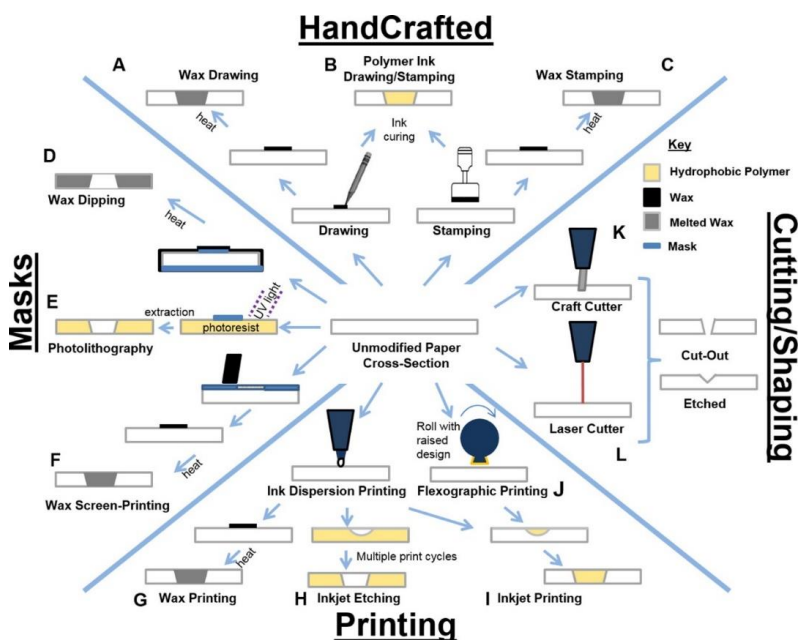 HandCrafted
A
Wax Drawing
heat
B
Polymer Ink
Drawing/Stamping
Ink
curing
C
Wax Stamping
heat
Drawing
Stamping
Key
Hydrophobic Polymer
Wax
Melted Wax
Mask
Masks
D
Wax Dipping
heat
E
extraction
UV light
photoresist
Photolithography
Unmodified Paper
Cross-Section
F
heat
Wax Screen-Printing
Cutting/Shaping
K
Craft Cutter
Cut-Out
Etched
Laser Cutter
L
Ink Dispersion Printing
Roll with
raised
design
Flexographic Printing
J
heat
G
Wax Printing
Multiple print cycles
H
Inkjet Etching
I
Inkjet Printing
Printing